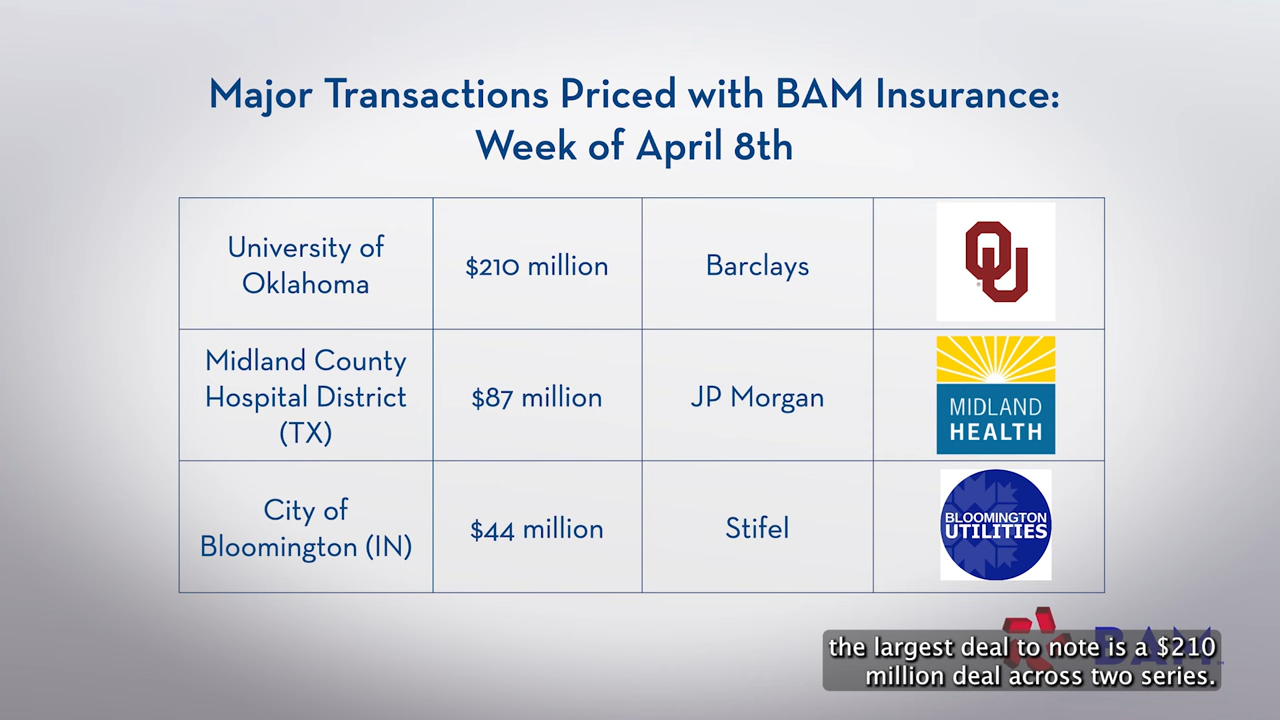 Major Transactions Priced with BAM Insurance:
Week of April 8th
University of
Oklahoma
$210 million
Barclays
OU
Midland County
Hospital District
(TX)
$87 million
JP Morgan
MIDLAND
HEALTH
City of
Bloomington (IN)
$44 million
Stifel
BLOOMINGTON
UTILITIES
BAM
the largest deal to note is a $210
million deal across two series.